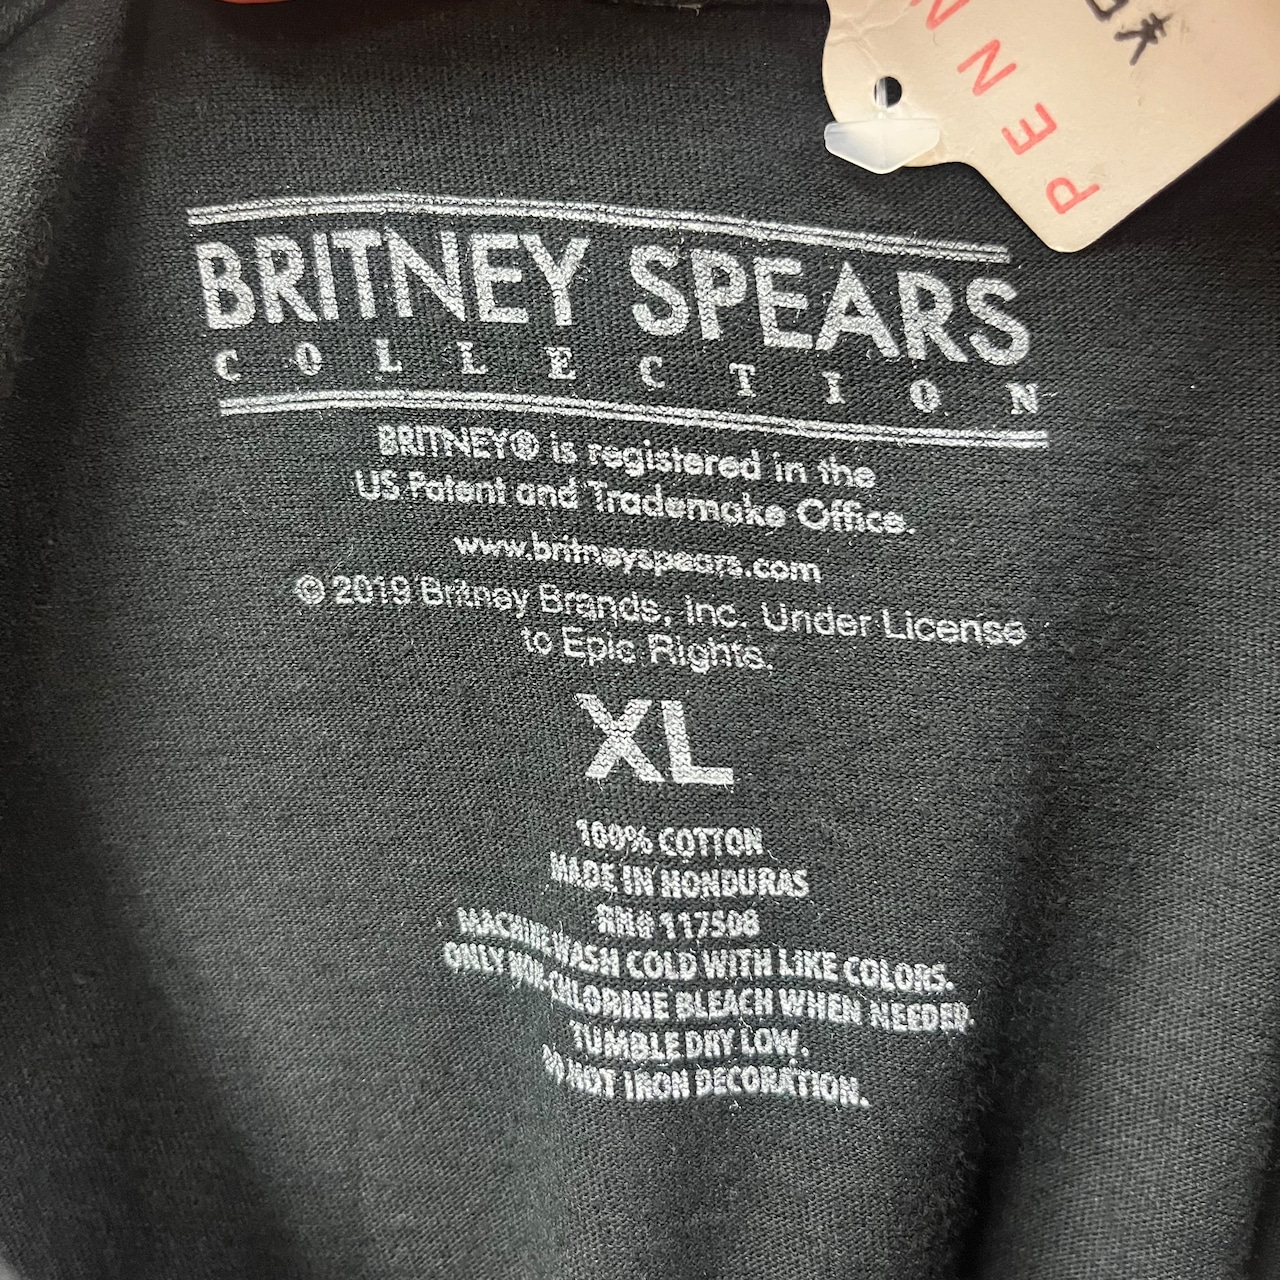 PENN
BRITNEY SPEARS
COLLECTION
BRITNEY® is registered in the
US Patent and Trademake Office.
www.britneyspears.com
© 2019 Britney Brands, Inc. Under License
to Epic Rights.
XL
100% COTTON
MADE IN HONDURAS
RN# 117508
MACHINE WASH COLD WITH LIKE COLORS.
ONLY NON-CHLORINE BLEACH WHEN NEEDED.
TUMBLE DRY LOW.
DO NOT IRON DECORATION.